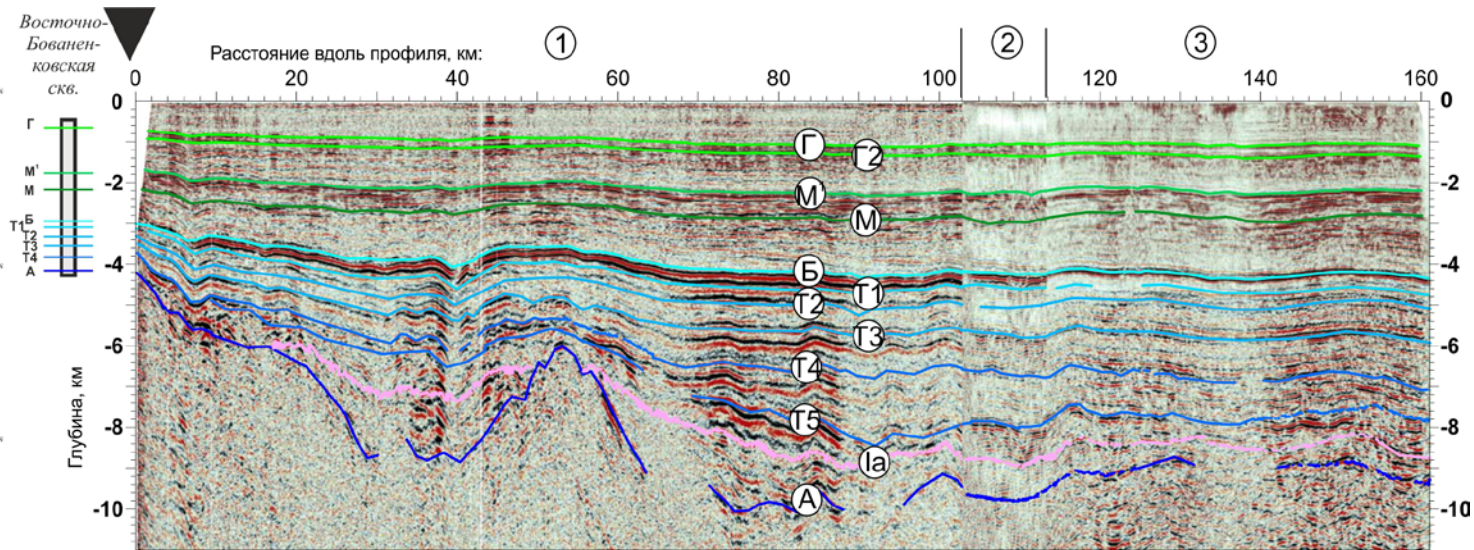 Восточно-
Бованен-
ковская
скв.
Расстояние вдоль профиля, км:
1
2
3
0 20 40 60 80 100 120 140 160
Г
М'
М
Б
Т1
Т2
Т3
Т4
А
Глубина, км
0
-2
-4
-6
-8
-10
Г
Г2
М'
М
Б
Т1
Т2
Т3
Т4
Т5
Ia
А
0
-2
-4
-6
-8
-10